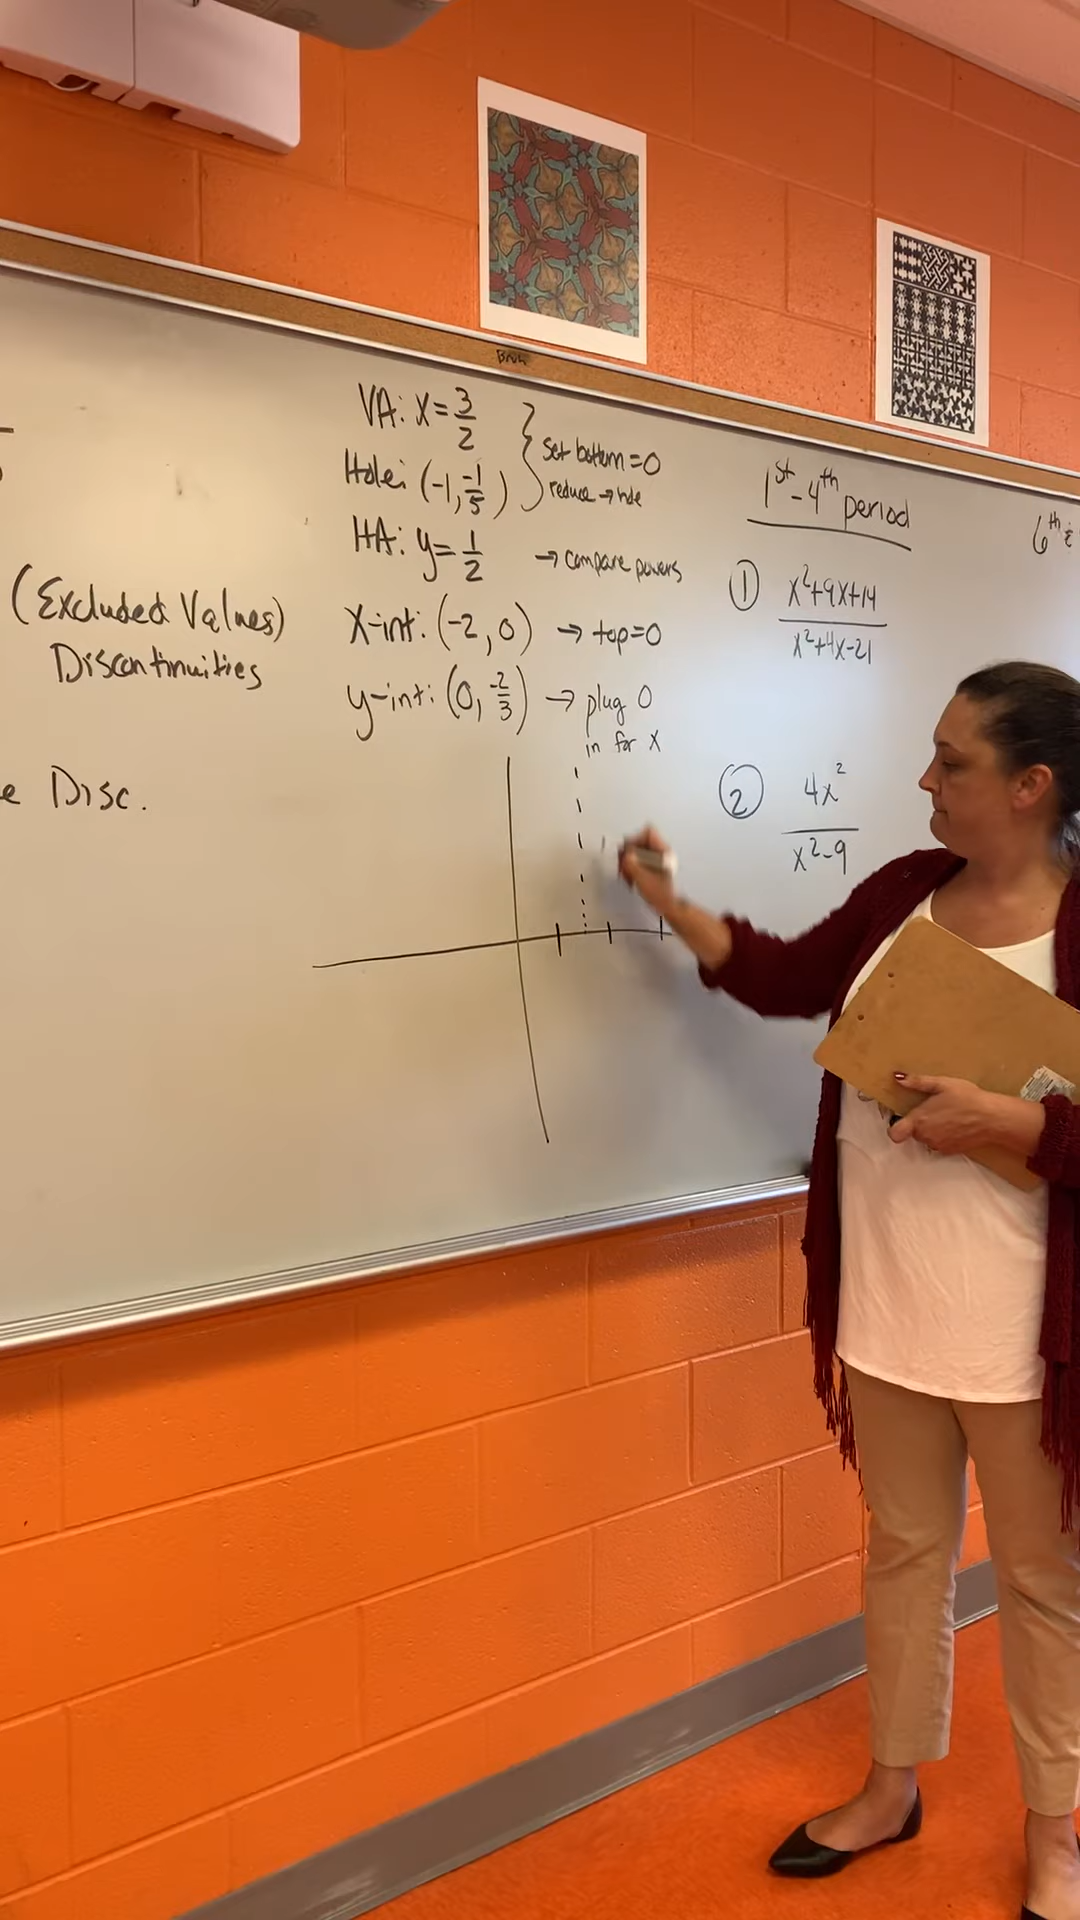 Bruh
VA: x = 3/2
Hole: (-1, -1/5)
} set bottom = 0
reduce → hole
HA: y = 1/2 → compare powers
X-int: (-2, 0) → top = 0
y-int: (0, -2/3) → plug 0
in for x
(Excluded Values)
Discontinuities
e Disc.
1st - 4th period
① x²+9x+14
x²+4x-21
② 4x²
x²-9
6th &